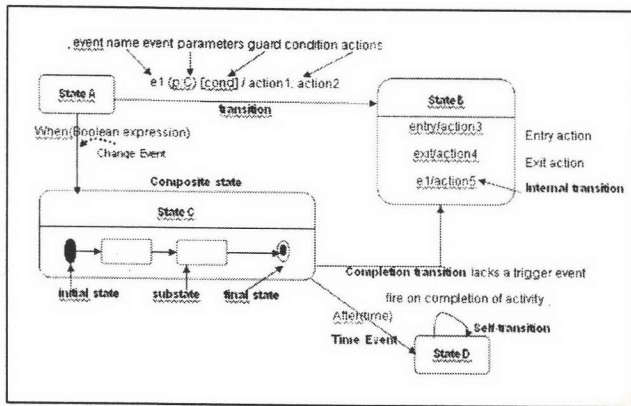 event name event parameters guard condition actions
e1 (p:C) [cond] / action1, action2
State A
transition
State B
entry/action3
Entry action
exit/action4
Exit action
e1/action5
Internal transition
When(Boolean expression)
Change Event
Composite state
State C
initial state
substate
final state
Completion transition lacks a trigger event
fire on completion of activity
After(time)
Time Event
Self-transition
State D